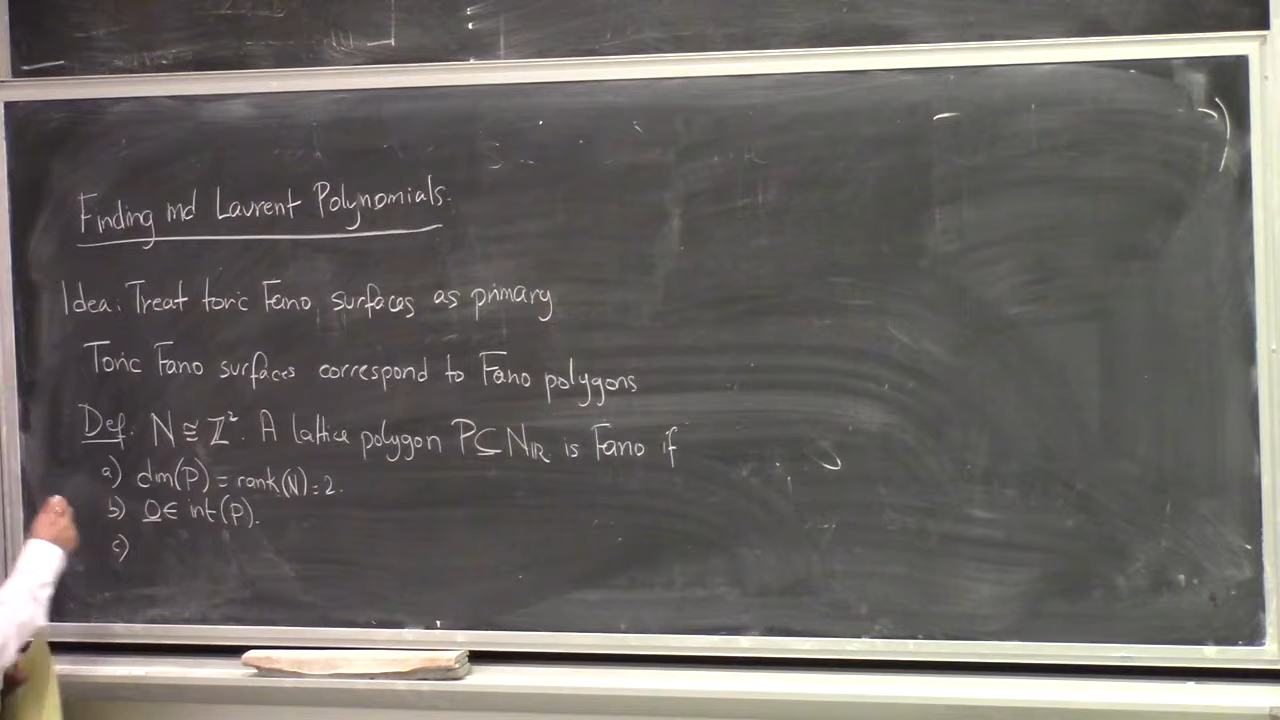 Finding md Laurent Polynomials.
Idea: Treat toric Fano surfaces as primary
Toric Fano surfaces correspond to Fano polygons
Def. N ≅ ℤ². A lattice polygon P ⊆ N_ℝ is Fano if
a) dim(P) = rank(N) = 2.
b) 0 ∈ int(P).
c)